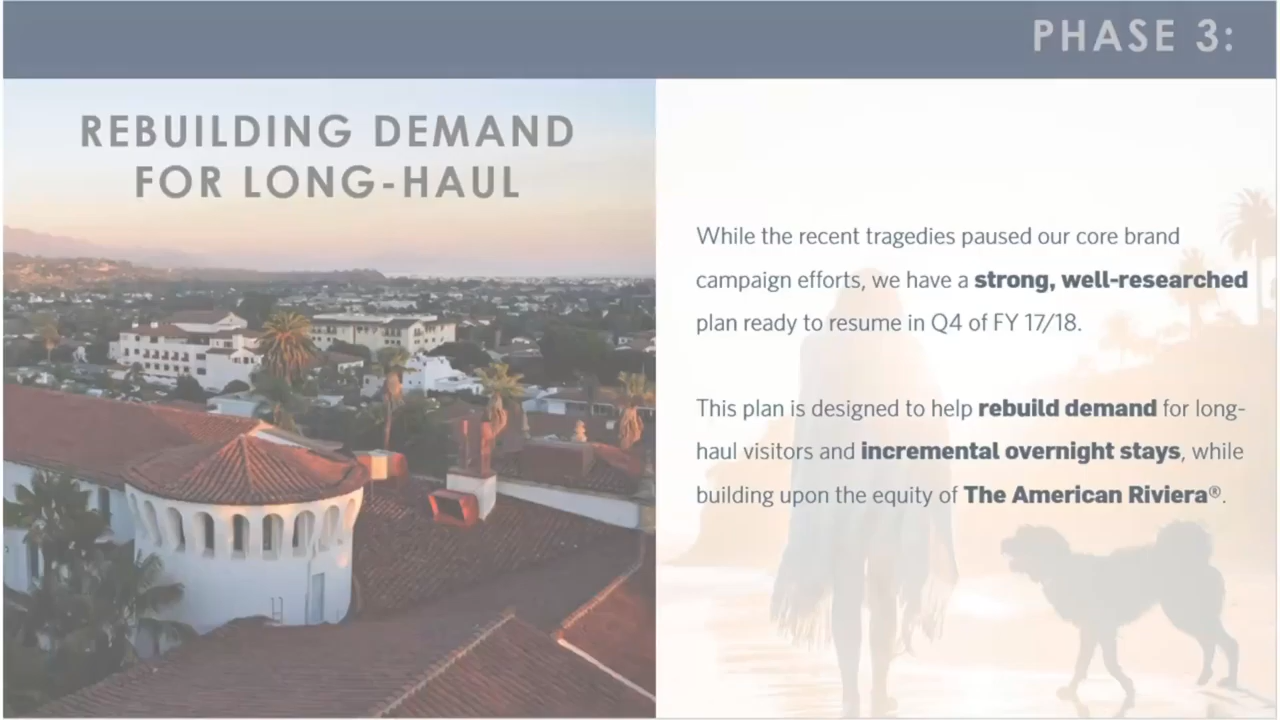 PHASE 3:
REBUILDING DEMAND
FOR LONG-HAUL
While the recent tragedies paused our core brand
campaign efforts, we have a strong, well-researched
plan ready to resume in Q4 of FY 17/18.
This plan is designed to help rebuild demand for long-
haul visitors and incremental overnight stays, while
building upon the equity of The American Riviera®.